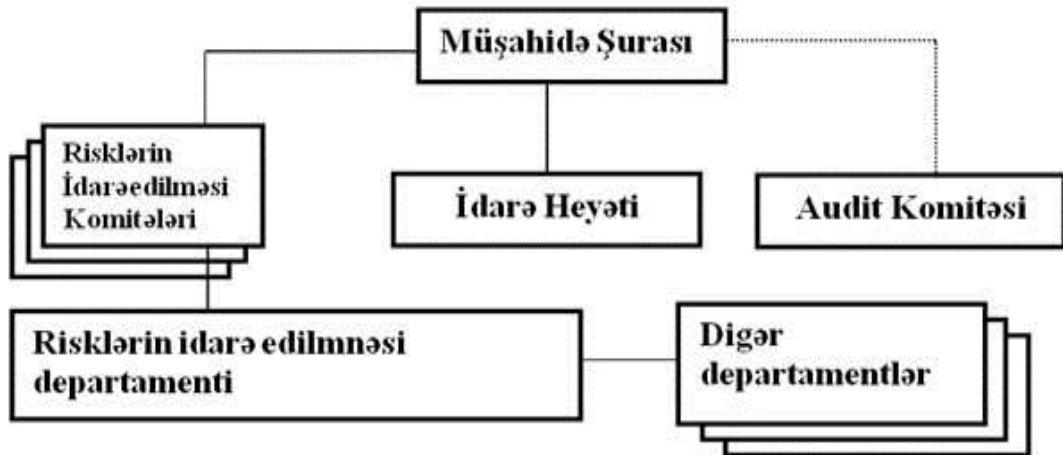 Müşahidə Şurası
Risklərin
İdarəedilməsi
Komitələri
İdarə Heyəti
Audit Komitəsi
Risklərin idarə edilmnəsi
departamenti
Digər
departamentlər